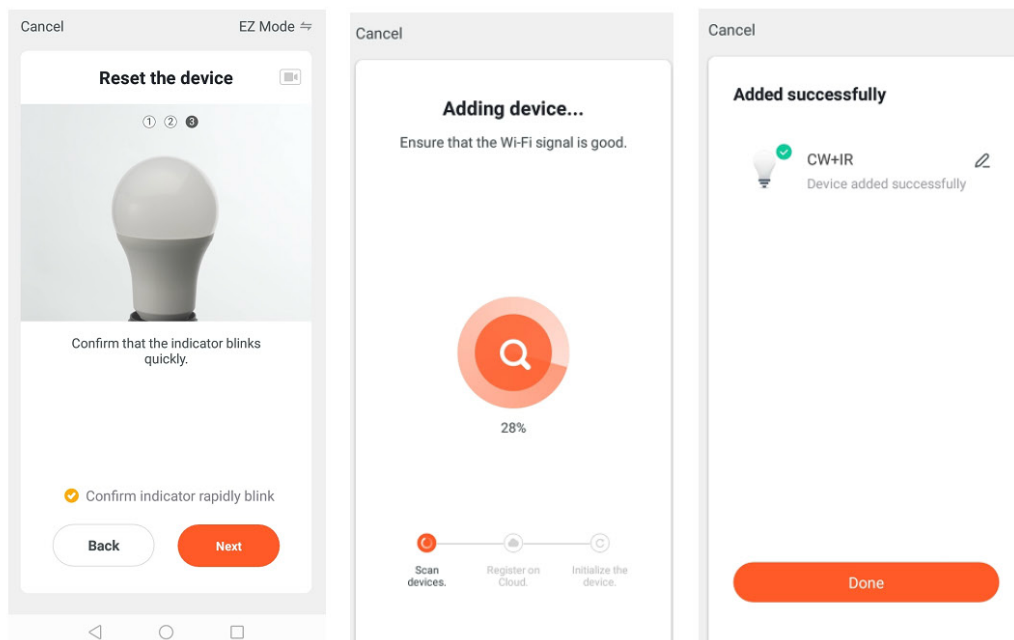 Cancel
EZ Mode
Reset the device
1 2 3
Confirm that the indicator blinks
quickly.
Confirm indicator rapidly blink
Back
Next
Cancel
Adding device...
Ensure that the Wi-Fi signal is good.
28%
Scan
devices.
Register on
Cloud.
Initialize the
device.
Cancel
Added successfully
CW+IR
Device added successfully
Done